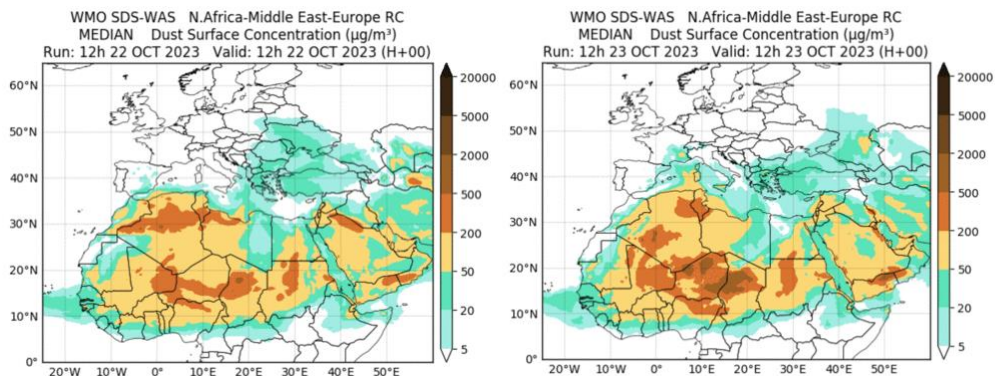 WMO SDS-WAS   N.Africa-Middle East-Europe RC
MEDIAN    Dust Surface Concentration (µg/m³)
Run: 12h 22 OCT 2023   Valid: 12h 22 OCT 2023 (H+00)
60°N
50°N
40°N
30°N
20°N
10°N
0°
20°W
10°W
0°
10°E
20°E
30°E
40°E
50°E
20000
5000
2000
500
200
50
20
5
WMO SDS-WAS   N.Africa-Middle East-Europe RC
MEDIAN    Dust Surface Concentration (µg/m³)
Run: 12h 23 OCT 2023   Valid: 12h 23 OCT 2023 (H+00)
60°N
50°N
40°N
30°N
20°N
10°N
0°
20°W
10°W
0°
10°E
20°E
30°E
40°E
50°E
20000
5000
2000
500
200
50
20
5